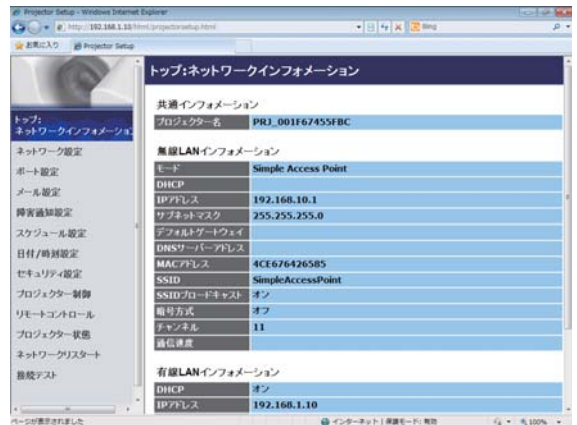 Projector Setup - Windows Internet Explorer
http://192.168.1.10/html/projectorsetup.html
Bing
お気に入り
Projector Setup
トップ:
ネットワークインフォメーション
ネットワーク設定
ポート設定
メール設定
障害通知設定
スケジュール設定
日付/時刻設定
セキュリティ設定
プロジェクター制御
リモートコントロール
プロジェクター状態
ネットワークリスタート
接続テスト
トップ:ネットワークインフォメーション
共通インフォメーション
プロジェクター名 PRJ_001F67455FBC
無線LANインフォメーション
モード Simple Access Point
DHCP
IPアドレス 192.168.10.1
サブネットマスク 255.255.255.0
デフォルトゲートウェイ
DNSサーバーアドレス
MACアドレス 4CE676426585
SSID SimpleAccessPoint
SSIDブロードキャスト オン
暗号方式 オフ
チャンネル 11
通信速度
有線LANインフォメーション
DHCP オン
IPアドレス 192.168.1.10
ページが表示されました
インターネット | 保護モード: 無効
100%